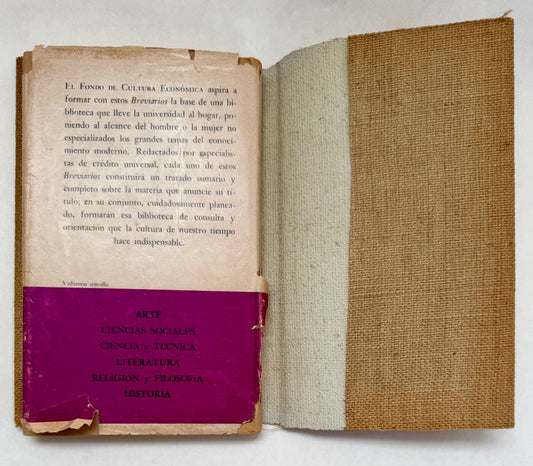 EL FONDO DE CULTURA ECONÓMICA aspira a
formar con estos Breviarios la base de una bi-
blioteca que lleve la universidad al hogar, po-
niendo al alcance del hombre o la mujer no
especializados los grandes temas del conoci-
miento moderno. Redactados por especialis-
tas de crédito universal, cada uno de estos
Breviarios constituirá un tratado sumario y
completo sobre la materia que anuncie su tí-
tulo; en su conjunto, cuidadosamente planea-
do, formarán esa biblioteca de consulta y
orientación que la cultura de nuestro tiempo
hace indispensable.
Volumen sencillo
ARTE
CIENCIAS SOCIALES
CIENCIA y TÉCNICA
LITERATURA
RELIGIÓN y FILOSOFÍA
HISTORIA